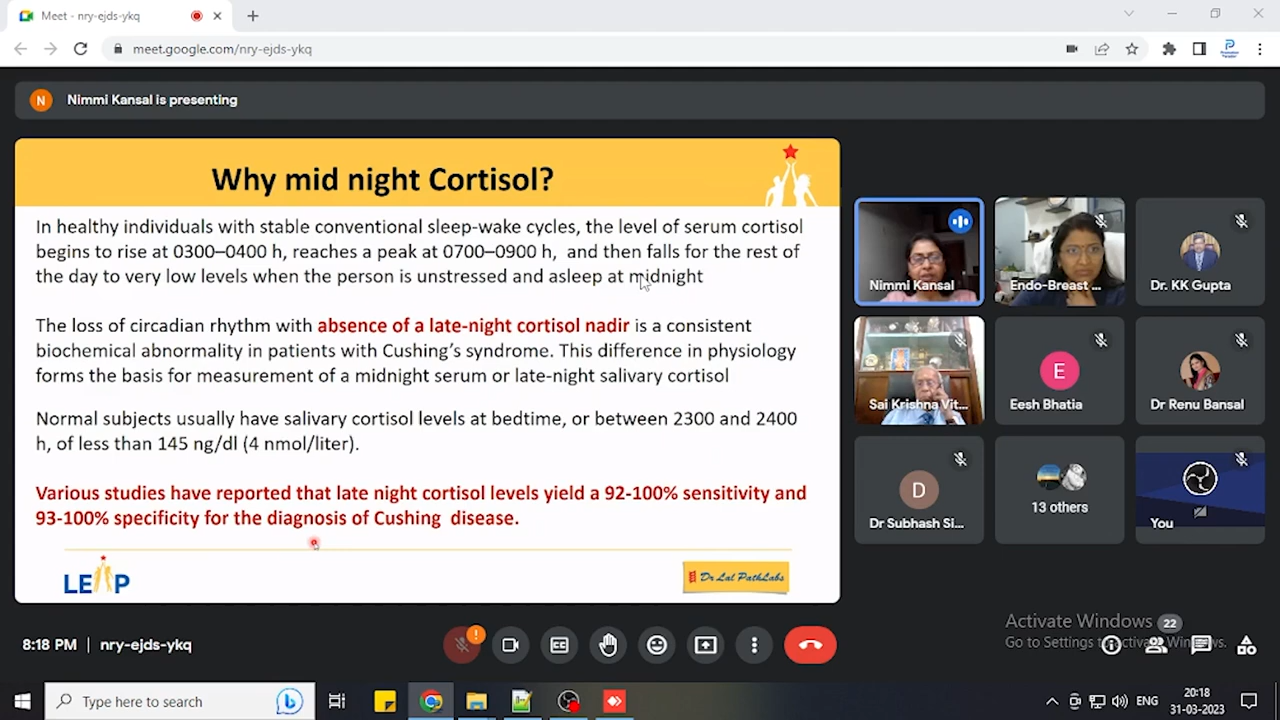 Meet - nry-ejds-ykq
meet.google.com/nry-ejds-ykq
N
Nimmi Kansal is presenting
Why mid night Cortisol?
In healthy individuals with stable conventional sleep-wake cycles, the level of serum cortisol
begins to rise at 0300–0400 h, reaches a peak at 0700–0900 h, and then falls for the rest of
the day to very low levels when the person is unstressed and asleep at midnight
The loss of circadian rhythm with absence of a late-night cortisol nadir is a consistent
biochemical abnormality in patients with Cushing's syndrome. This difference in physiology
forms the basis for measurement of a midnight serum or late-night salivary cortisol
Normal subjects usually have salivary cortisol levels at bedtime, or between 2300 and 2400
h, of less than 145 ng/dl (4 nmol/liter).
Various studies have reported that late night cortisol levels yield a 92-100% sensitivity and
93-100% specificity for the diagnosis of Cushing disease.
LEAP
Dr Lal PathLabs
Nimmi Kansal
Endo-Breast ...
Dr. KK Gupta
Sai Krishna Vit...
E
Eesh Bhatia
Dr Renu Bansal
D
Dr Subhash Si...
13 others
You
Activate Windows
Go to Settings to activate Windows.
22
8:18 PM | nry-ejds-ykq
CC
Type here to search
ENG
20:18
31-03-2023